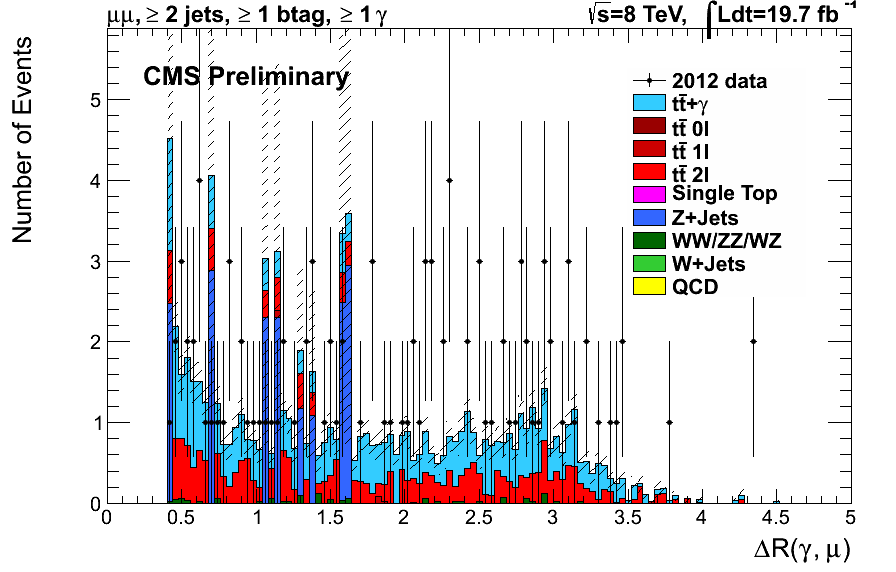 μμ, ≥ 2 jets, ≥ 1 btag, ≥ 1 γ
√s=8 TeV, ∫Ldt=19.7 fb⁻¹
CMS Preliminary
Number of Events
5
4
3
2
1
0
2012 data
tt̄+γ
tt̄ 0l
tt̄ 1l
tt̄ 2l
Single Top
Z+Jets
WW/ZZ/WZ
W+Jets
QCD
0 0.5 1 1.5 2 2.5 3 3.5 4 4.5 5
ΔR(γ, μ)